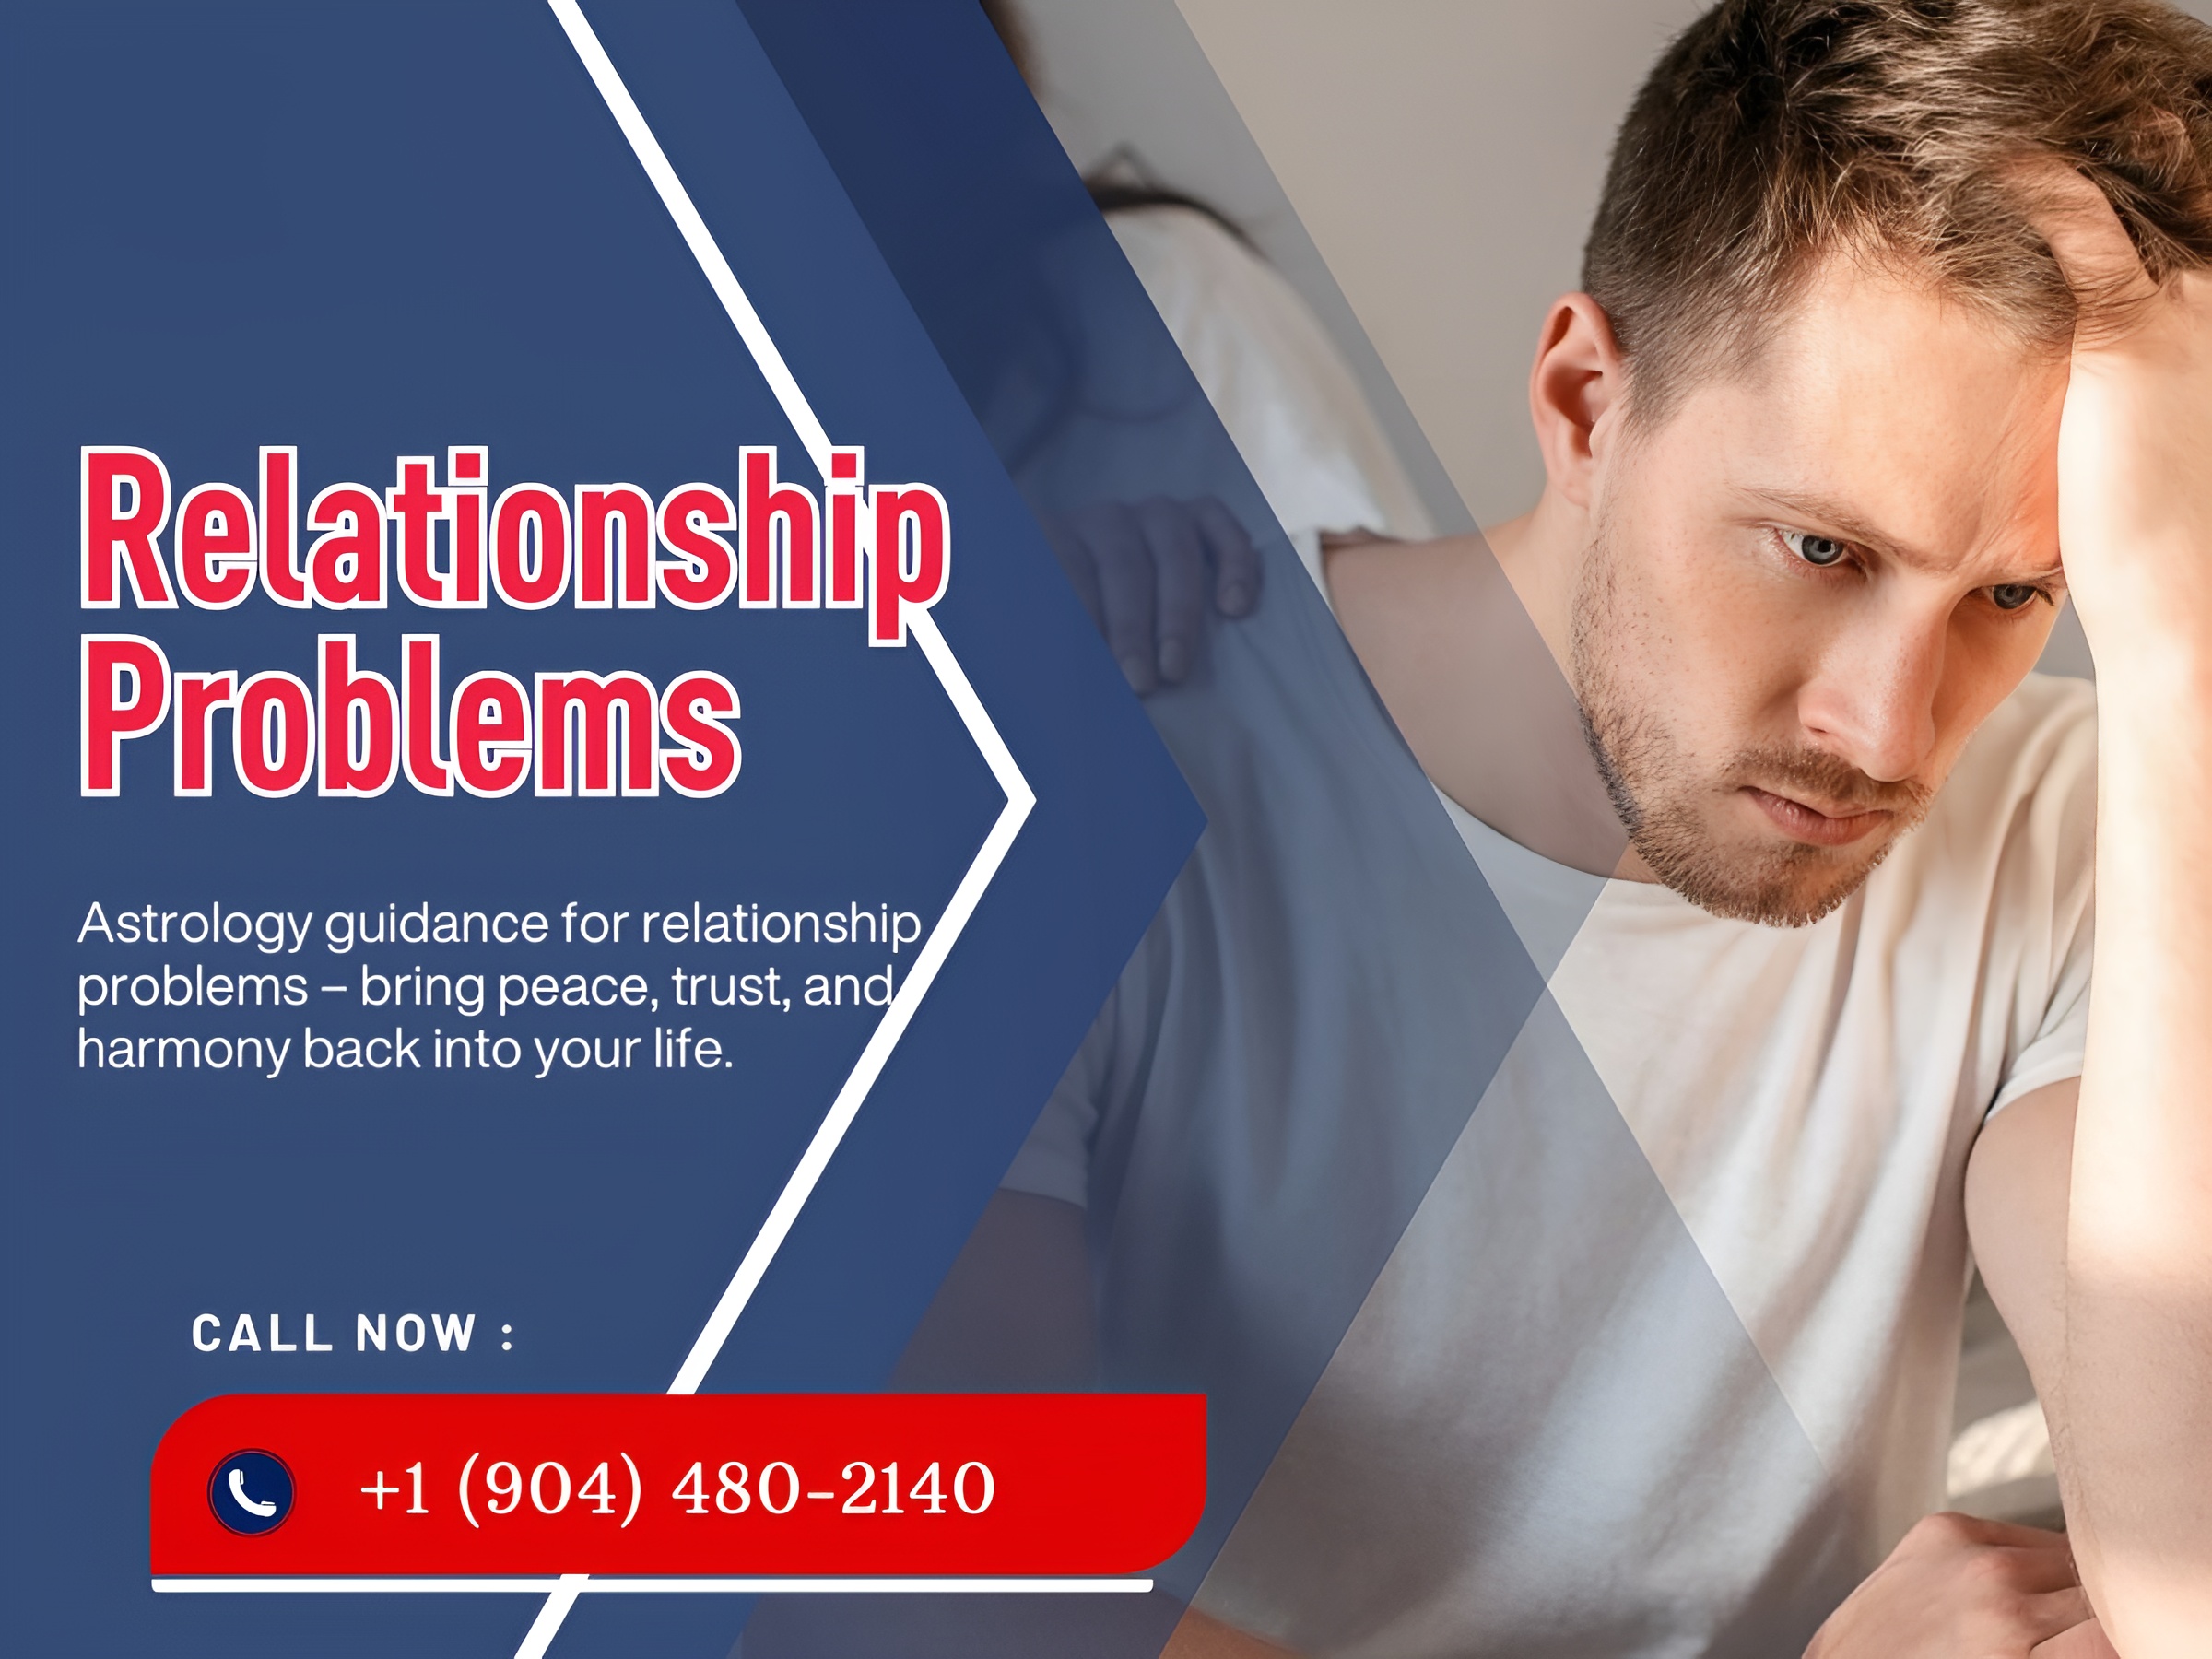 Relationship
Problems
Astrology guidance for relationship
problems – bring peace, trust, and
harmony back into your life.
CALL NOW :
+1 (904) 480-2140